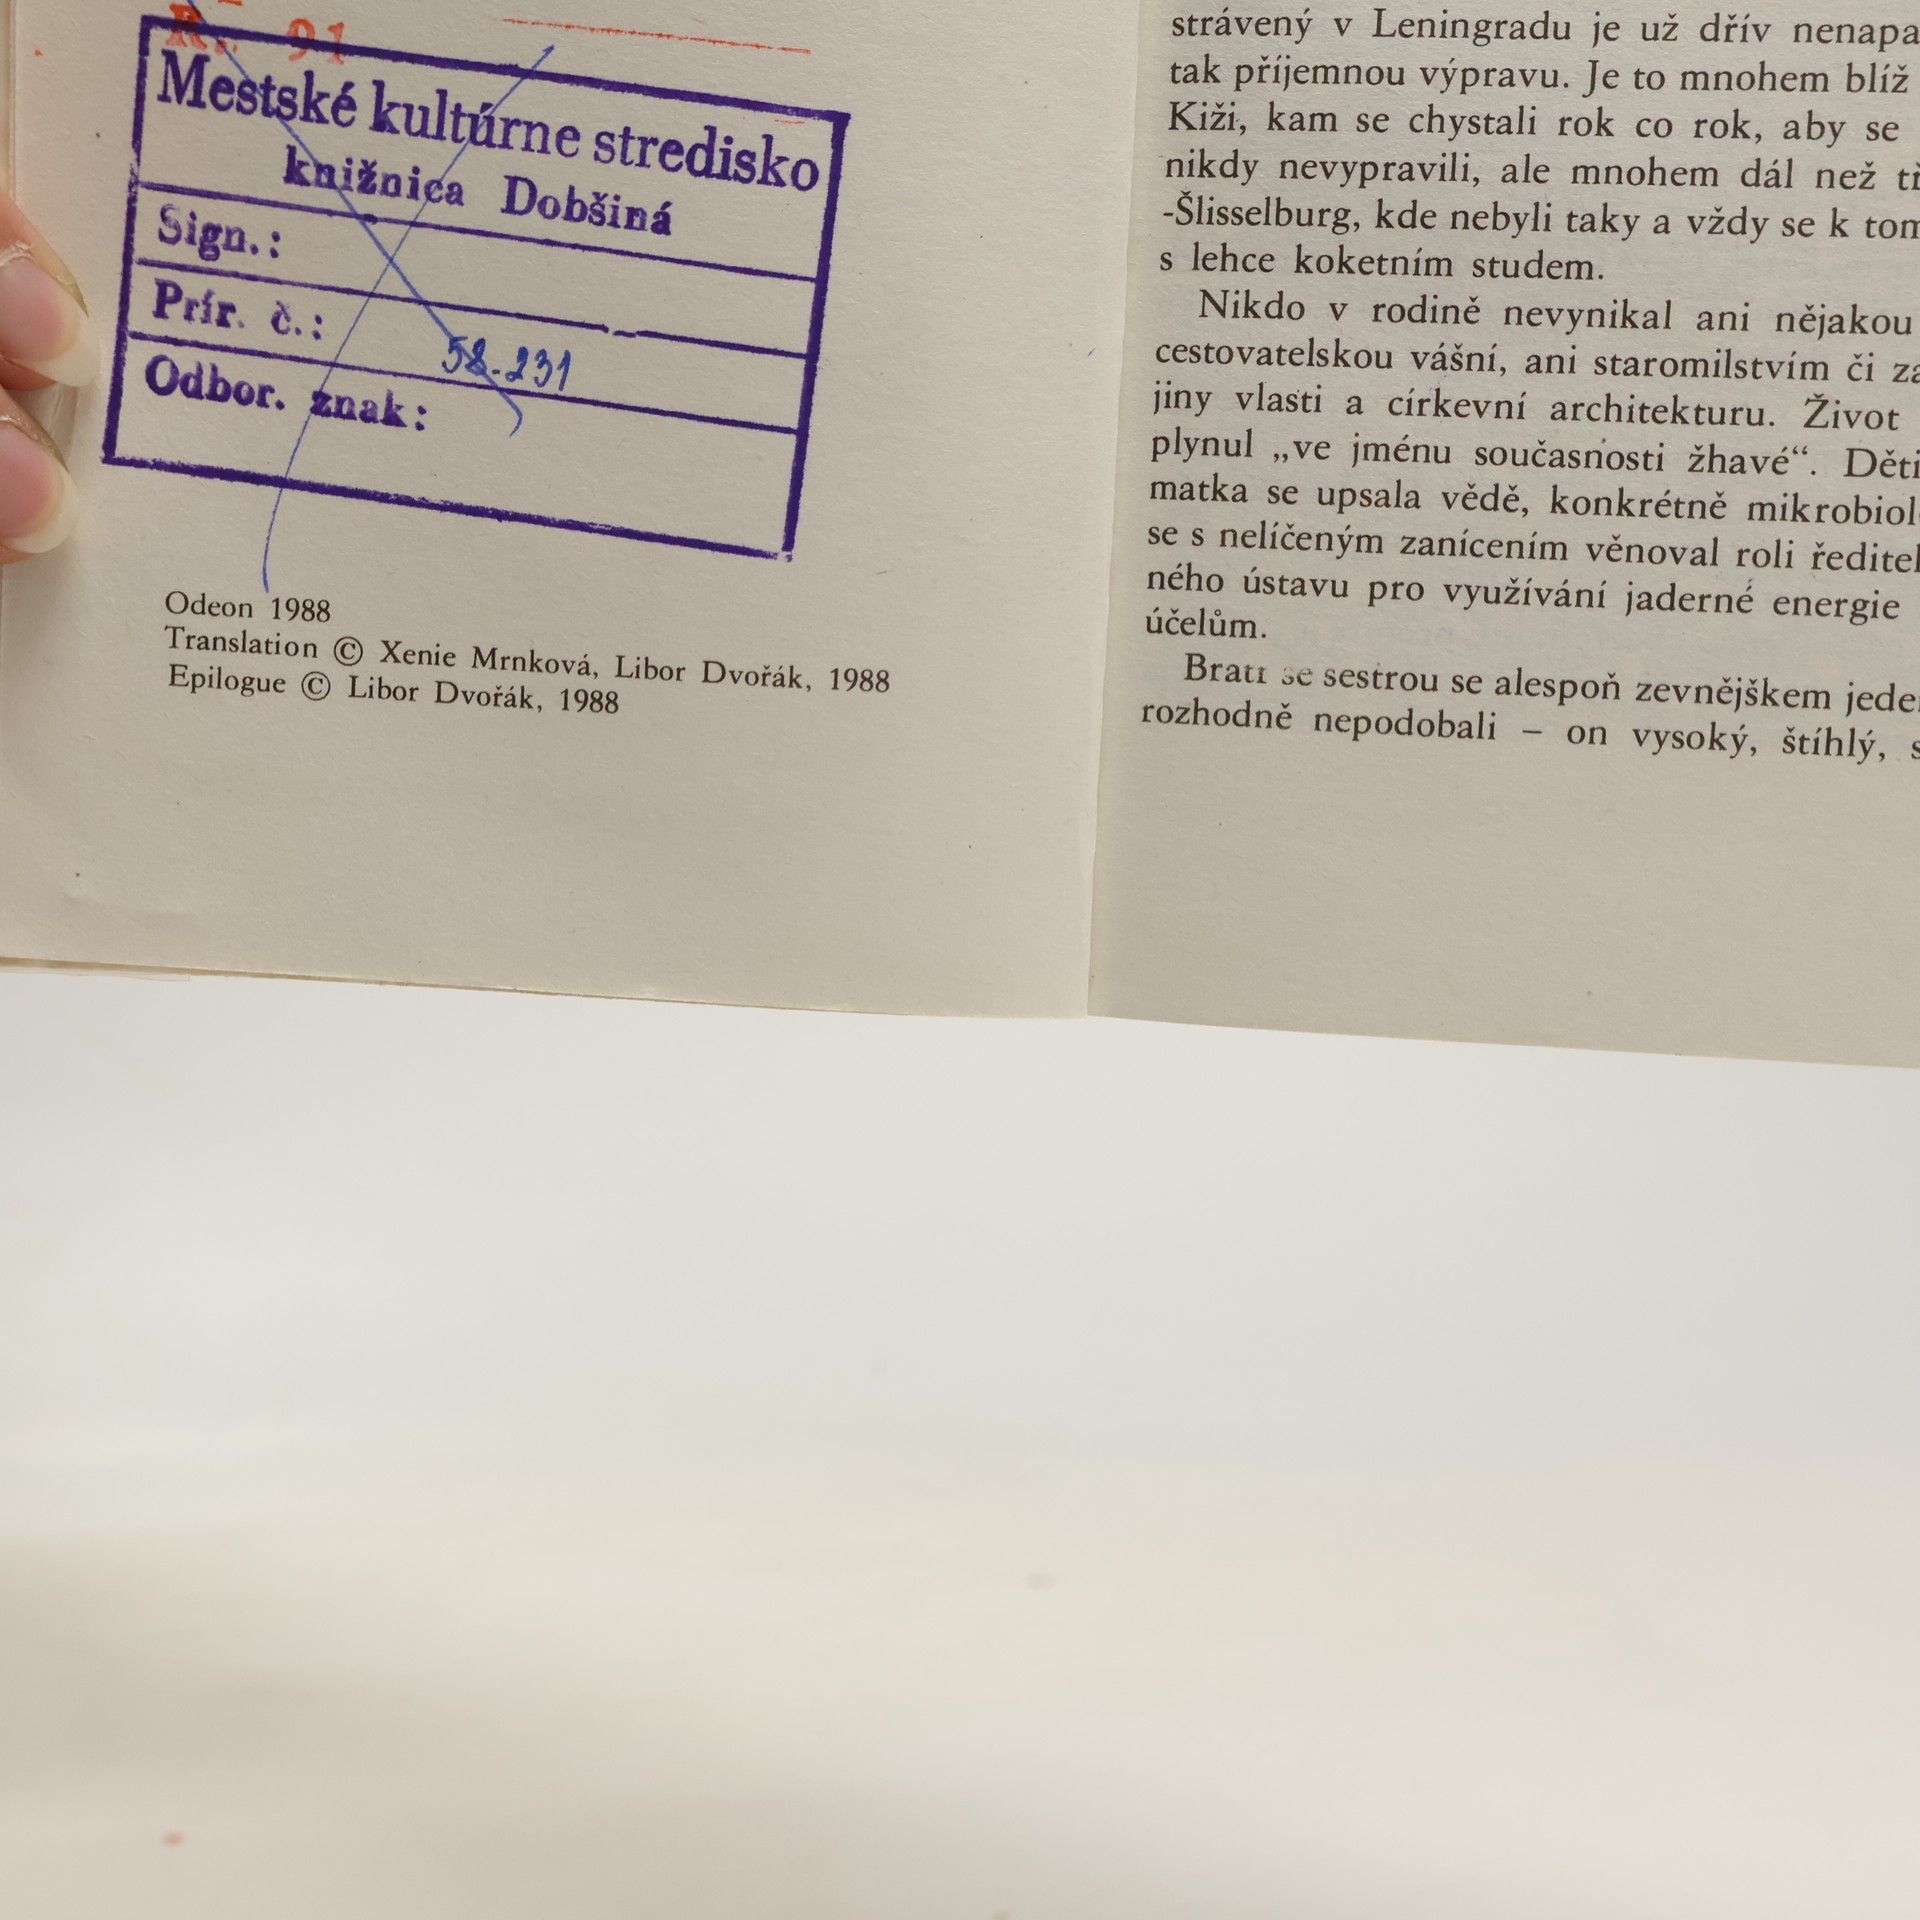 R. 91
Mestské kultúrne stredisko
knižnica Dobšiná
Sign.:
Prír. č.:
58.231
Odbor. znak:
Odeon 1988
Translation © Xenie Mrnková, Libor Dvořák, 1988
Epilogue © Libor Dvořák, 1988
strávený v Leningradu je už dřív nenapa
tak příjemnou výpravu. Je to mnohem blíž
Kiži, kam se chystali rok co rok, aby se
nikdy nevypravili, ale mnohem dál než
-Šlisselburg, kde nebyli taky a vždy se k tom
s lehce koketním studem.
Nikdo v rodině nevynikal ani nějakou
cestovatelskou vášní, ani staromilstvím či za
jiny vlasti a církevní architekturu. Život
plynul „ve jménu současnosti žhavé“. Děti
matka se upsala vědě, konkrétně mikrobiol
se s nelíčeným zanícením věnoval roli ředitel
ného ústavu pro využívání jaderné energie
účelům.
Bratr se sestrou se alespoň zevnějškem jede
rozhodně nepodobali – on vysoký, štíhlý, s